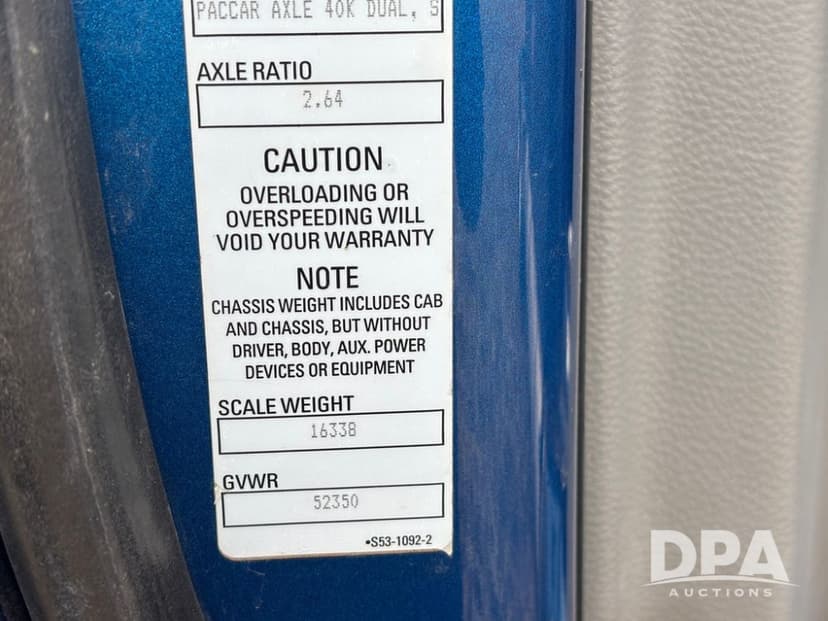 PACCAR AXLE 40K DUAL, S
AXLE RATIO
2.64
CAUTION
OVERLOADING OR
OVERSPEEDING WILL
VOID YOUR WARRANTY
NOTE
CHASSIS WEIGHT INCLUDES CAB
AND CHASSIS, BUT WITHOUT
DRIVER, BODY, AUX. POWER
DEVICES OR EQUIPMENT
SCALE WEIGHT
16338
GVWR
52350
•S53-1092-2
DPA
AUCTIONS